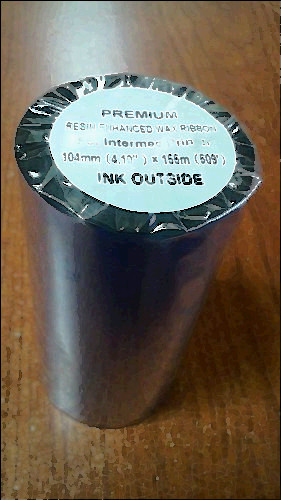 PREMIUM
RESIN ENHANCED WAX RIBBON
Intermec
104mm (4.10") x 155m (509')
INK OUTSIDE